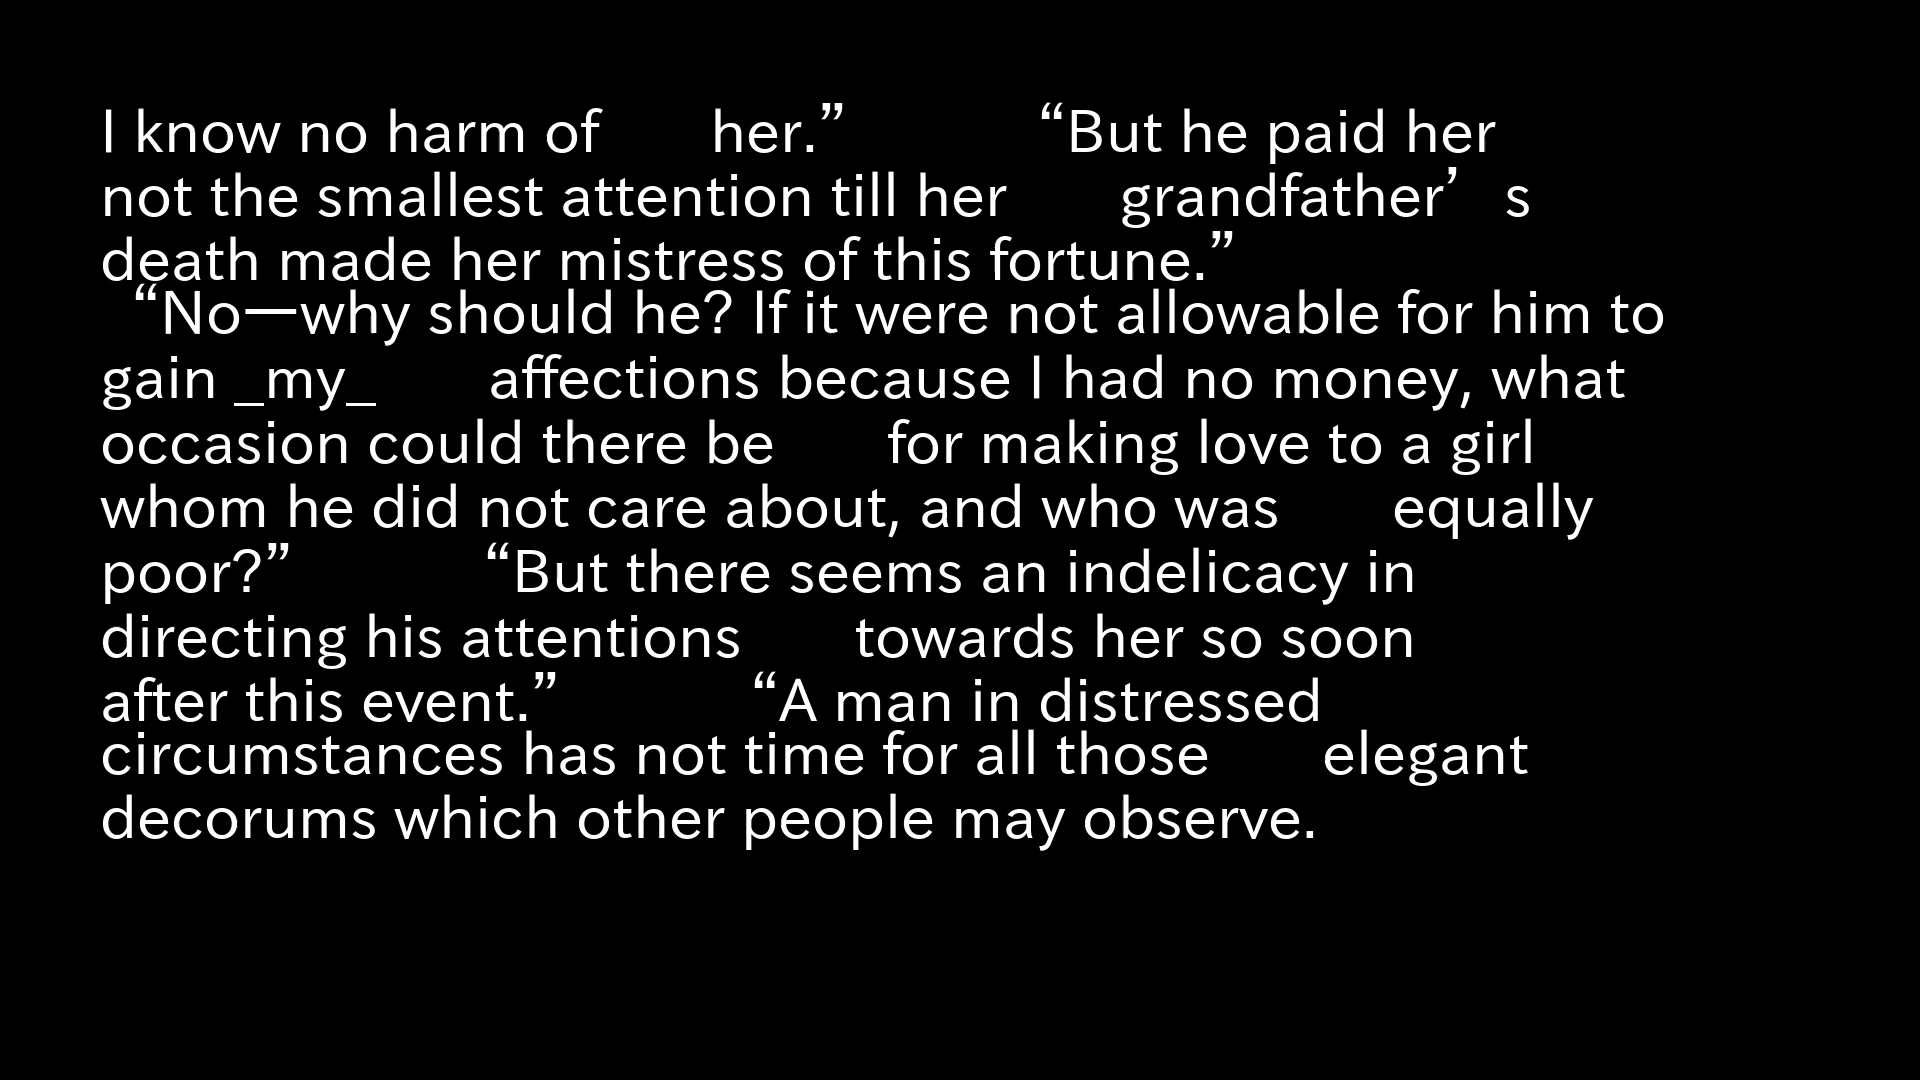 I know no harm of her.” “But he paid her
not the smallest attention till her grandfather’s
death made her mistress of this fortune.”
“No—why should he? If it were not allowable for him to
gain _my_ affections because I had no money, what
occasion could there be for making love to a girl
whom he did not care about, and who was equally
poor?” “But there seems an indelicacy in
directing his attentions towards her so soon
after this event.” “A man in distressed
circumstances has not time for all those elegant
decorums which other people may observe.